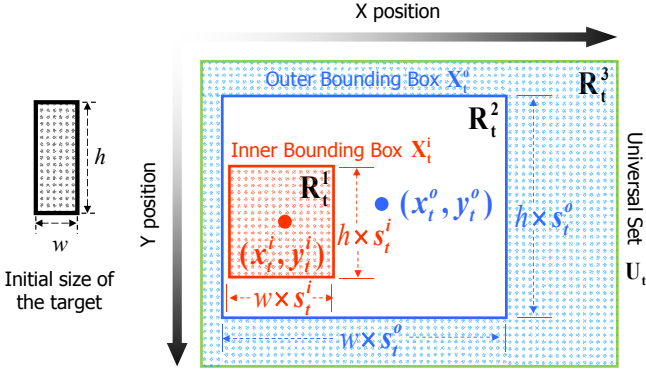 X position
Y position
h
w
Initial size of
the target
Outer Bounding Box X_t^o
R_t^3
R_t^2
Inner Bounding Box X_t^i
R_t^1
(x_t^o, y_t^o)
(x_t^i, y_t^i)
h × s_t^i
h × s_t^o
w × s_t^i
w × s_t^o
Universal Set
U_t